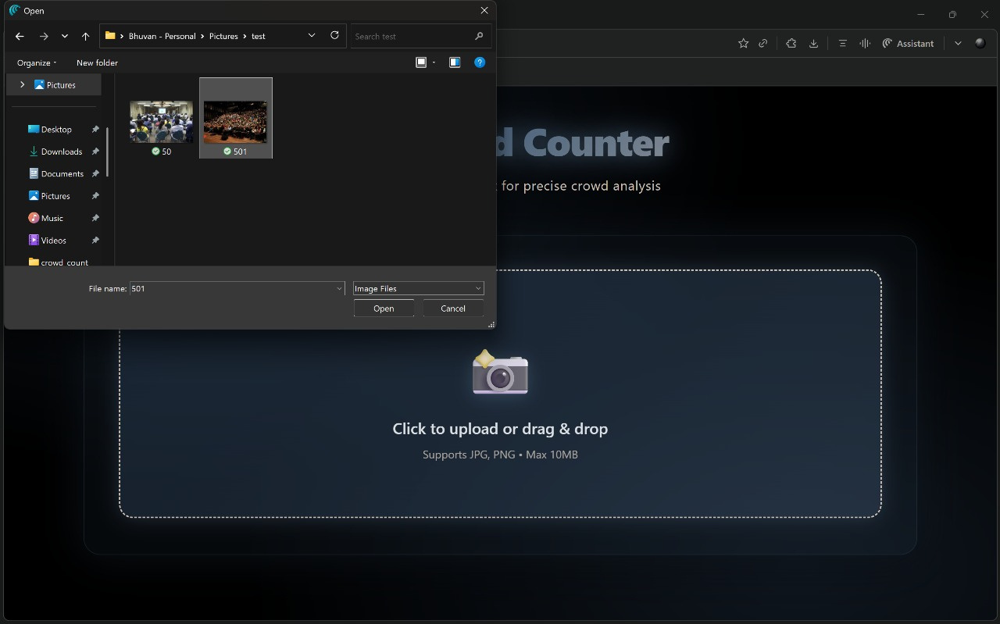 Open
Bhuvan - Personal › Pictures › test
Search test
Organize
New folder
Assistant
Pictures
Desktop
Downloads
Documents
Pictures
Music
Videos
crowd_count
50
501
d Counter
for precise crowd analysis
File name: 501
Image Files
Open
Cancel
Click to upload or drag & drop
Supports JPG, PNG • Max 10MB